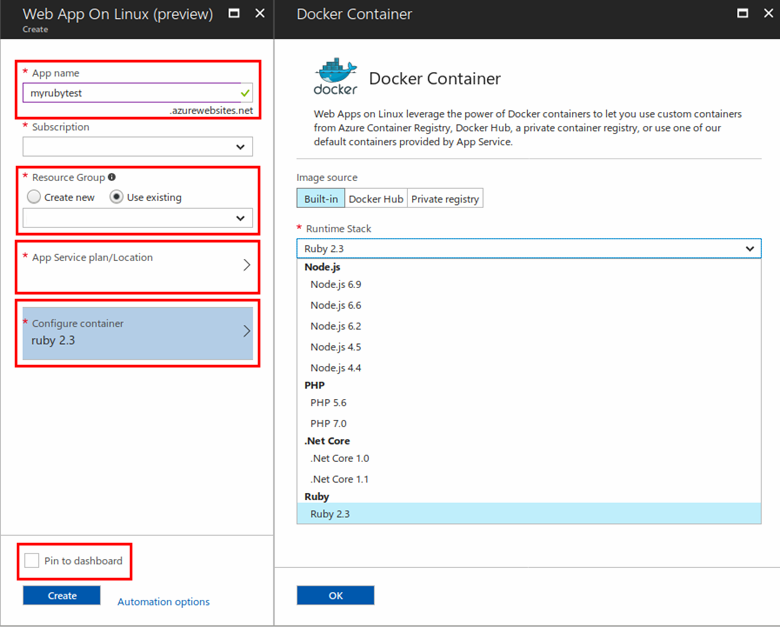 Web App On Linux (preview)
Create
* App name
myrubytest
.azurewebsites.net
* Subscription
* Resource Group
Create new
Use existing
* App Service plan/Location
* Configure container
ruby 2.3
Pin to dashboard
Create
Automation options
Docker Container
docker
Docker Container
Web Apps on Linux leverage the power of Docker containers to let you use custom containers
from Azure Container Registry, Docker Hub, a private container registry, or use one of our
default containers provided by App Service.
Image source
Built-in Docker Hub Private registry
* Runtime Stack
Ruby 2.3
Node.js
Node.js 6.9
Node.js 6.6
Node.js 6.2
Node.js 4.5
Node.js 4.4
PHP
PHP 5.6
PHP 7.0
.Net Core
.Net Core 1.0
.Net Core 1.1
Ruby
Ruby 2.3
OK